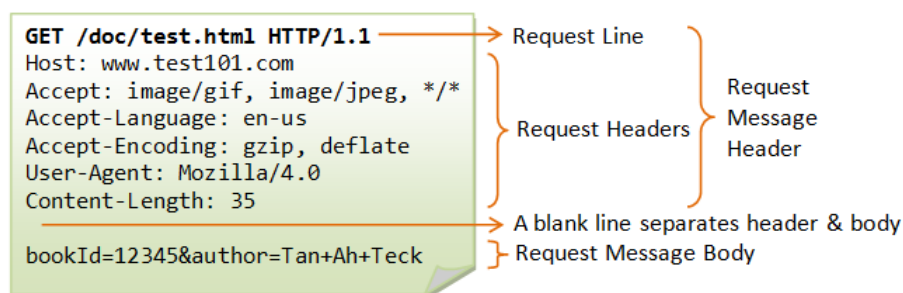 GET /doc/test.html HTTP/1.1
Request Line
Host: www.test101.com
Accept: image/gif, image/jpeg, */*
Accept-Language: en-us
Accept-Encoding: gzip, deflate
User-Agent: Mozilla/4.0
Content-Length: 35
Request Headers
Request
Message
Header
A blank line separates header & body
bookId=12345&author=Tan+Ah+Teck
Request Message Body